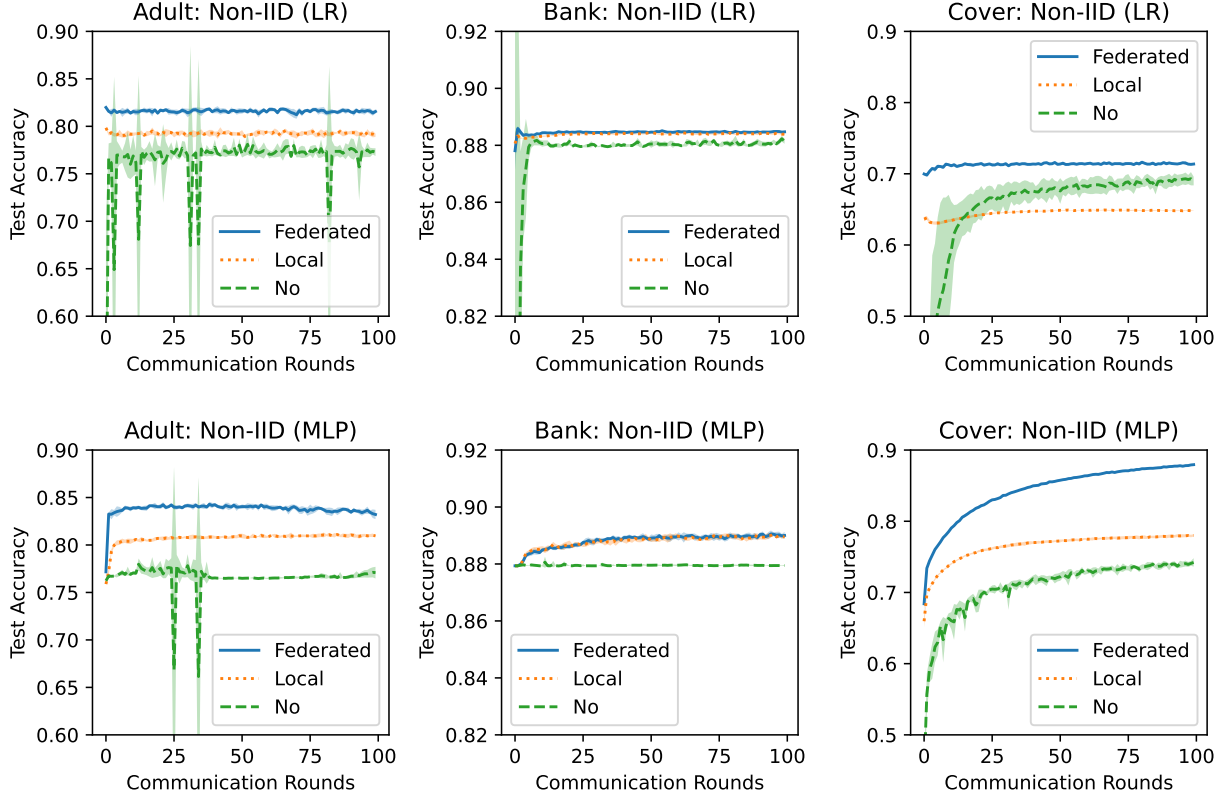 Adult: Non-IID (LR)
Test Accuracy
0.90
0.85
0.80
0.75
0.70
0.65
0.60
Federated
Local
No
0
25
50
75
100
Communication Rounds
Bank: Non-IID (LR)
Test Accuracy
0.92
0.90
0.88
0.86
0.84
0.82
Federated
Local
No
0
25
50
75
100
Communication Rounds
Cover: Non-IID (LR)
Test Accuracy
0.9
0.8
0.7
0.6
0.5
Federated
Local
No
0
25
50
75
100
Communication Rounds
Adult: Non-IID (MLP)
Test Accuracy
0.90
0.85
0.80
0.75
0.70
0.65
0.60
Federated
Local
No
0
25
50
75
100
Communication Rounds
Bank: Non-IID (MLP)
Test Accuracy
0.92
0.90
0.88
0.86
0.84
0.82
Federated
Local
No
0
25
50
75
100
Communication Rounds
Cover: Non-IID (MLP)
Test Accuracy
0.9
0.8
0.7
0.6
0.5
Federated
Local
No
0
25
50
75
100
Communication Rounds